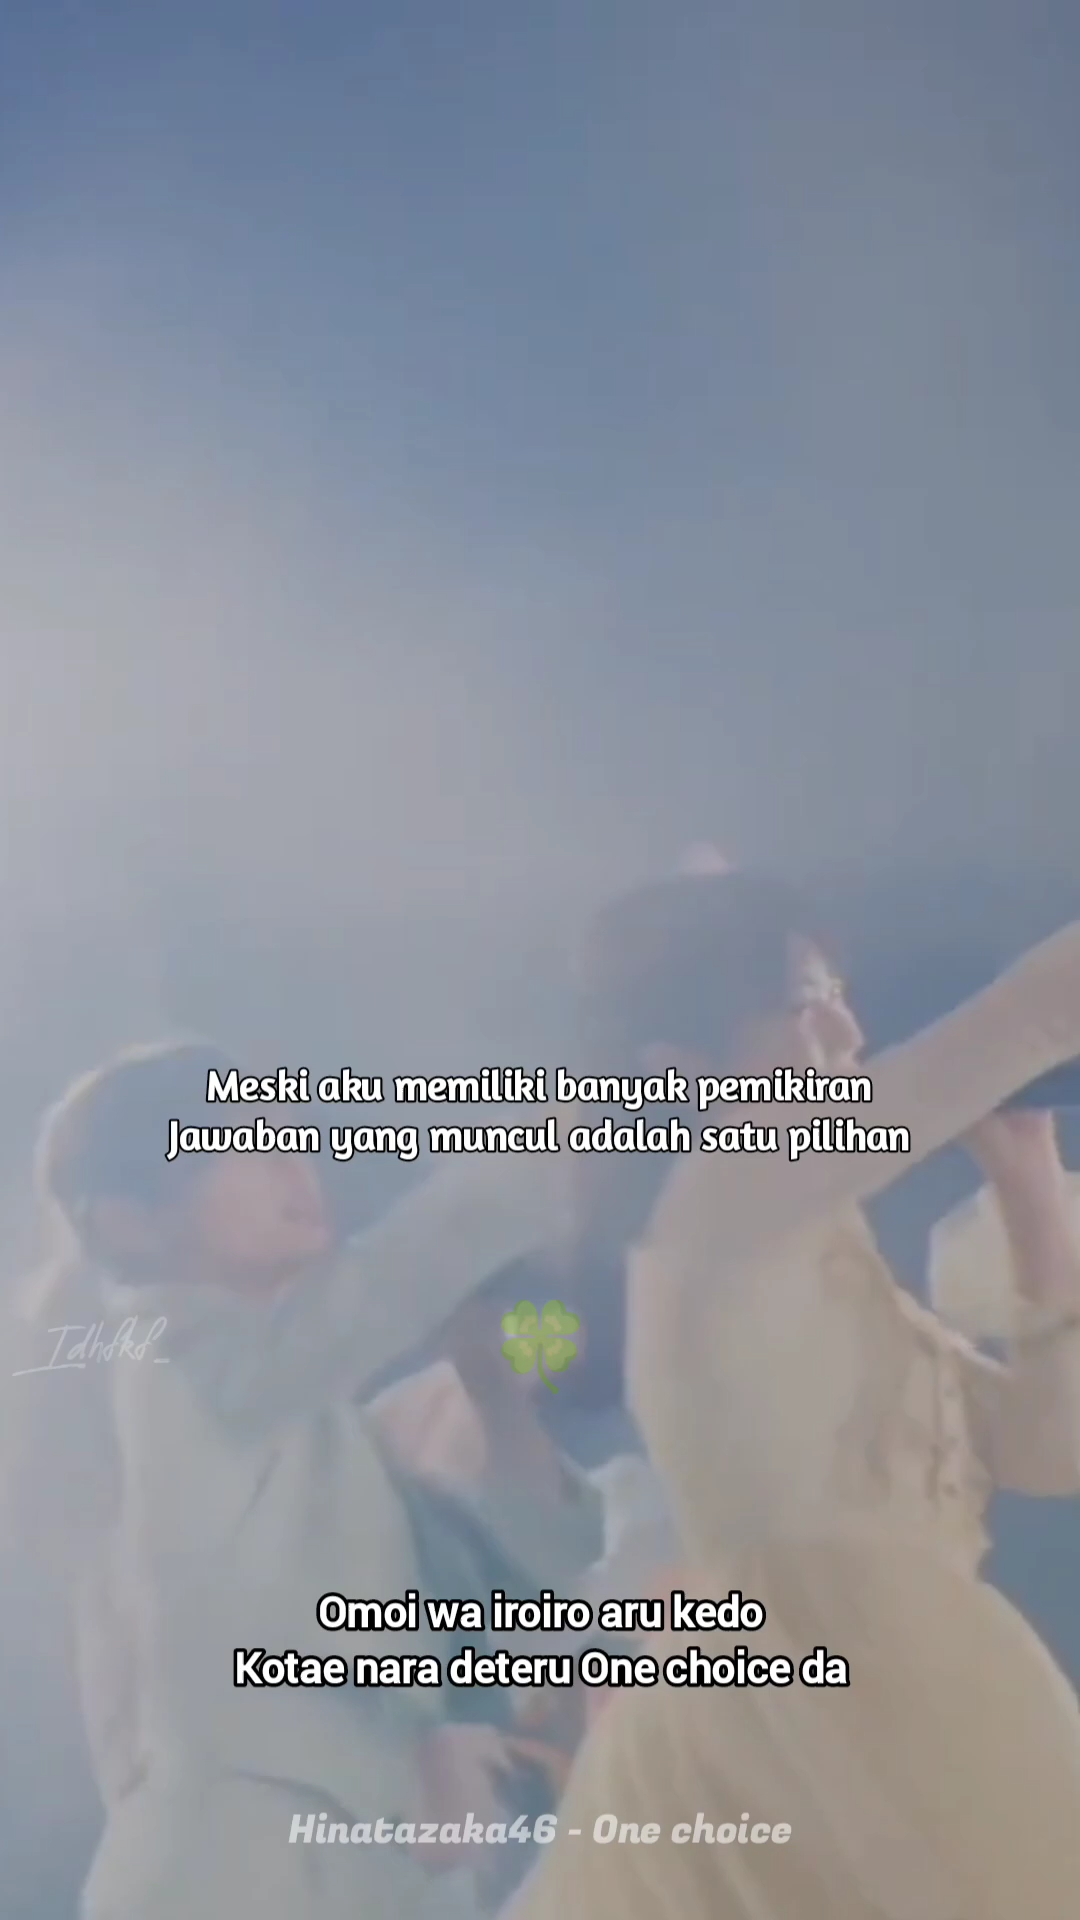 Meski aku memiliki banyak pemikiran
Jawaban yang muncul adalah satu pilihan
Idhfkf_
Omoi wa iroiro aru kedo
Kotae nara deteru One choice da
Hinatazaka46 - One choice